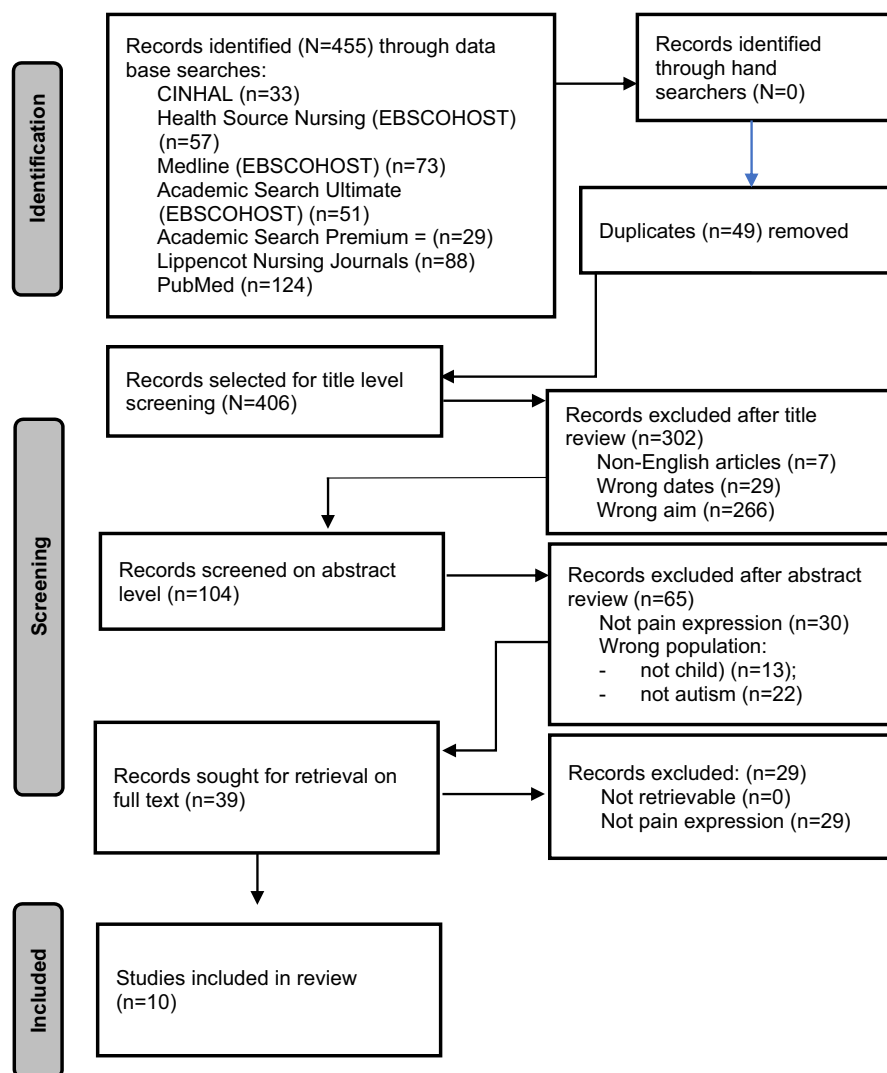 Identification
Records identified (N=455) through data
base searches:
CINHAL (n=33)
Health Source Nursing (EBSCOHOST)
(n=57)
Medline (EBSCOHOST) (n=73)
Academic Search Ultimate
(EBSCOHOST) (n=51)
Academic Search Premium = (n=29)
Lippencot Nursing Journals (n=88)
PubMed (n=124)
Records identified
through hand
searchers (N=0)
Duplicates (n=49) removed
Screening
Records selected for title level
screening (N=406)
Records excluded after title
review (n=302)
Non-English articles (n=7)
Wrong dates (n=29)
Wrong aim (n=266)
Records screened on abstract
level (n=104)
Records excluded after abstract
review (n=65)
Not pain expression (n=30)
Wrong population:
- not child) (n=13);
- not autism (n=22)
Records sought for retrieval on
full text (n=39)
Records excluded: (n=29)
Not retrievable (n=0)
Not pain expression (n=29)
Included
Studies included in review
(n=10)